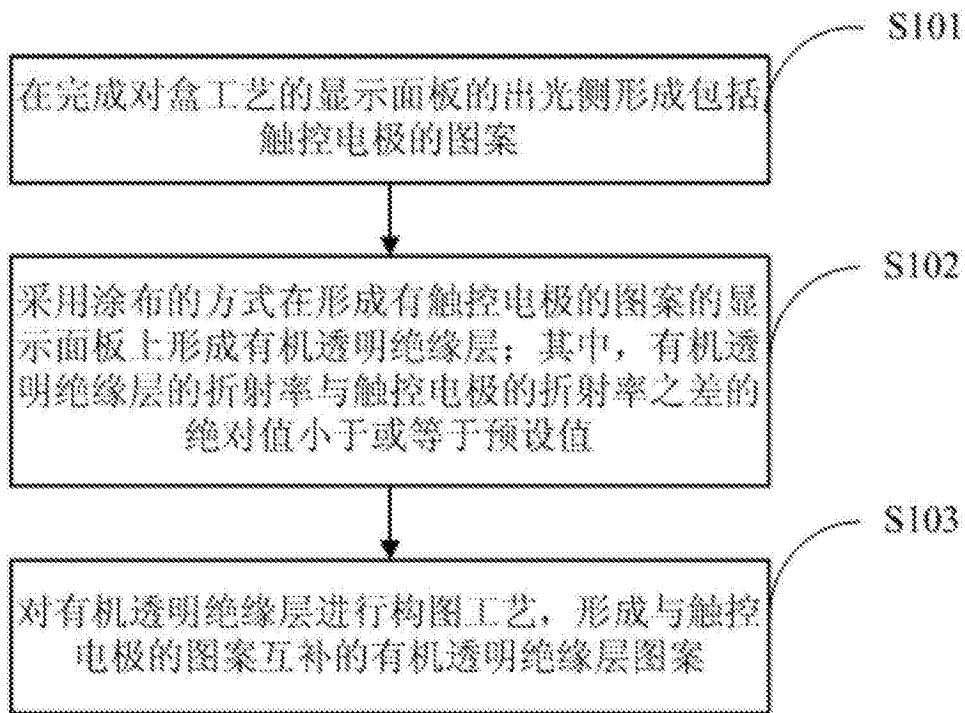 S101
在完成对盒工艺的显示面板的出光侧形成包括
触控电极的图案
S102
采用涂布的方式在形成有触控电极的图案的显
示面板上形成有机透明绝缘层；其中，有机透
明绝缘层的折射率与触控电极的折射率之差的
绝对值小于或等于预设值
S103
对有机透明绝缘层进行构图工艺，形成与触控
电极的图案互补的有机透明绝缘层图案